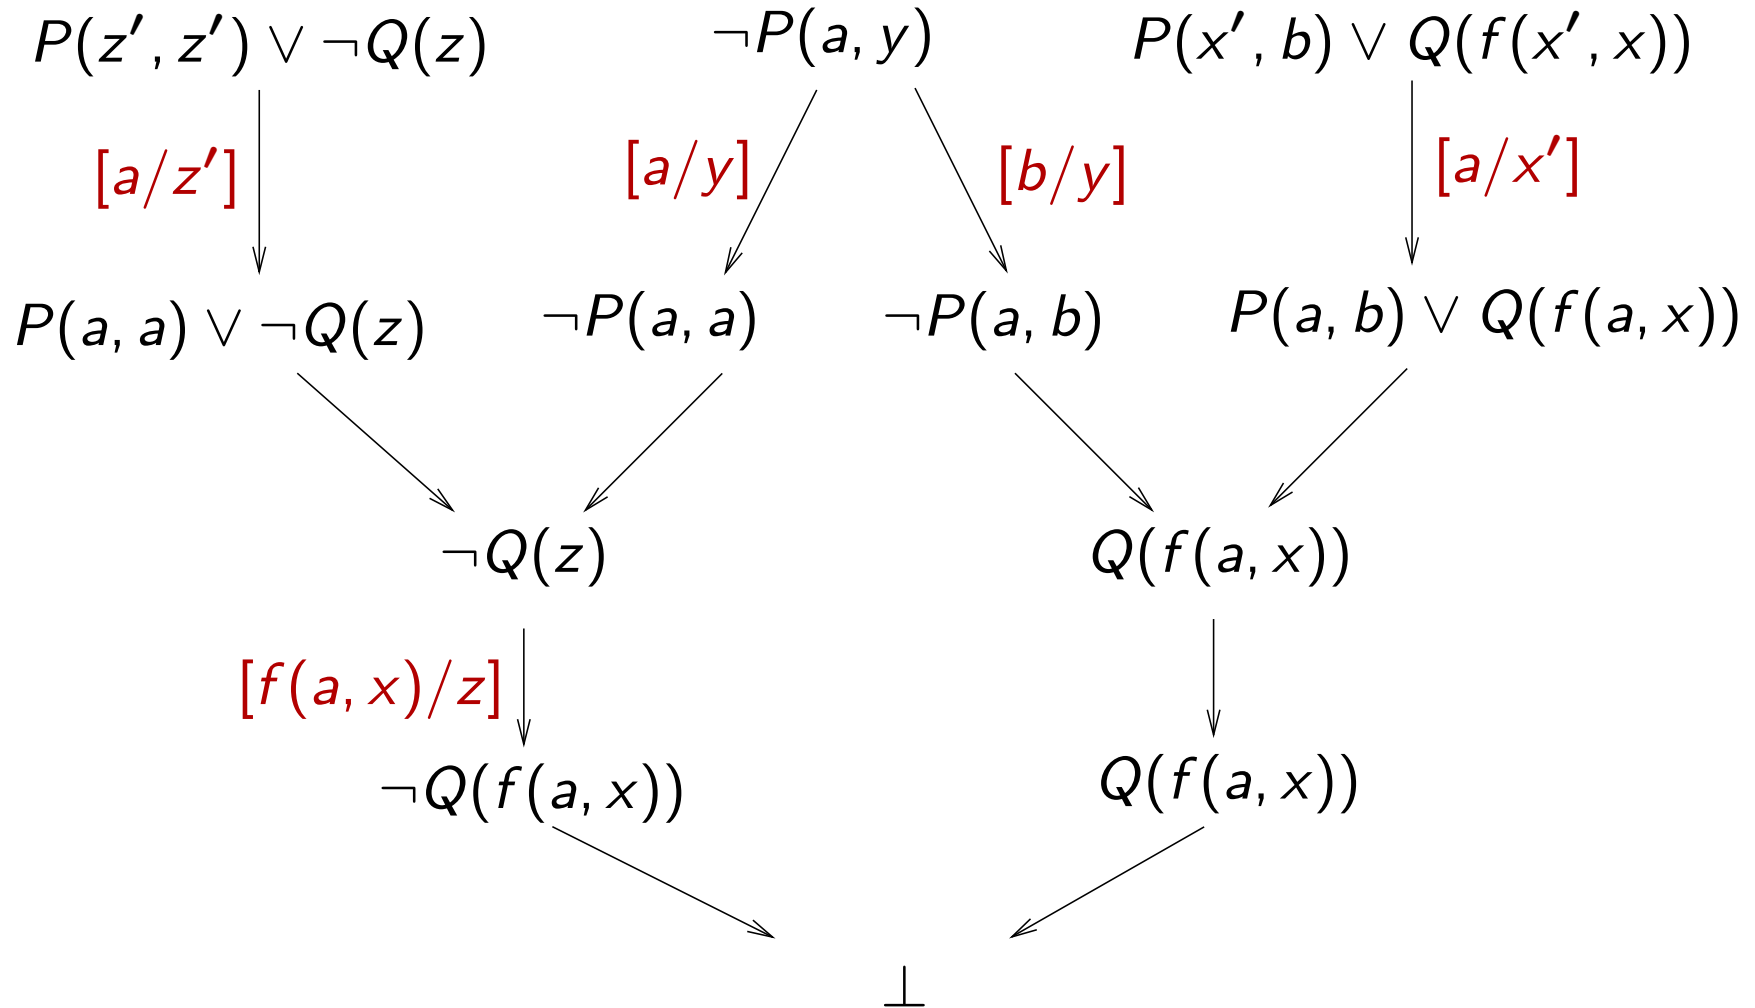 P(z′, z′) ∨ ¬Q(z) ¬P(a, y) P(x′, b) ∨ Q(f(x′, x))
[a/z′] [a/y] [b/y] [a/x′]
P(a, a) ∨ ¬Q(z) ¬P(a, a) ¬P(a, b) P(a, b) ∨ Q(f(a, x))
¬Q(z) Q(f(a, x))
[f(a, x)/z]
¬Q(f(a, x)) Q(f(a, x))
⊥